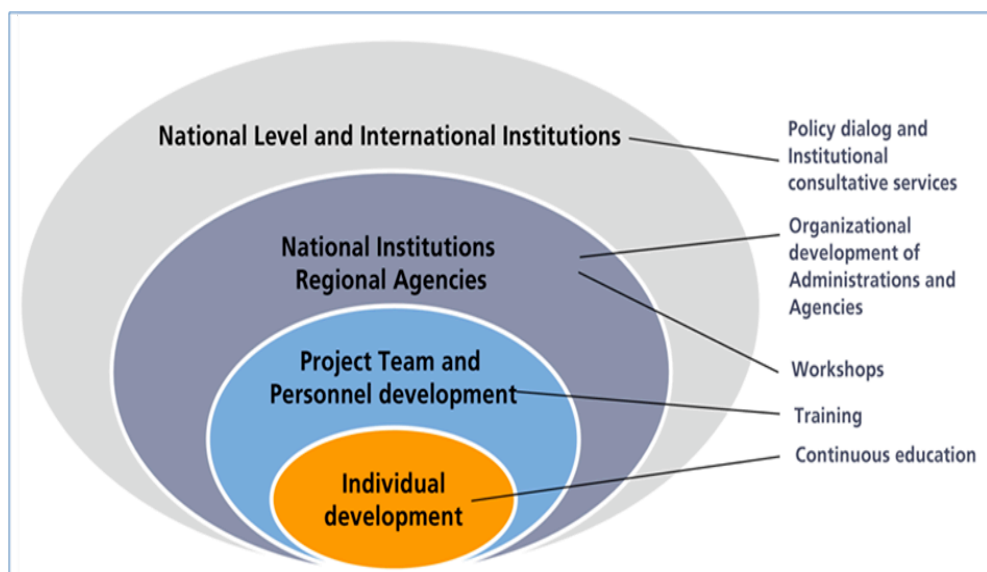 National Level and International Institutions
Policy dialog and
Institutional
consultative services
National Institutions
Regional Agencies
Organizational
development of
Administrations and
Agencies
Project Team and
Personnel development
Workshops
Training
Individual
development
Continuous education